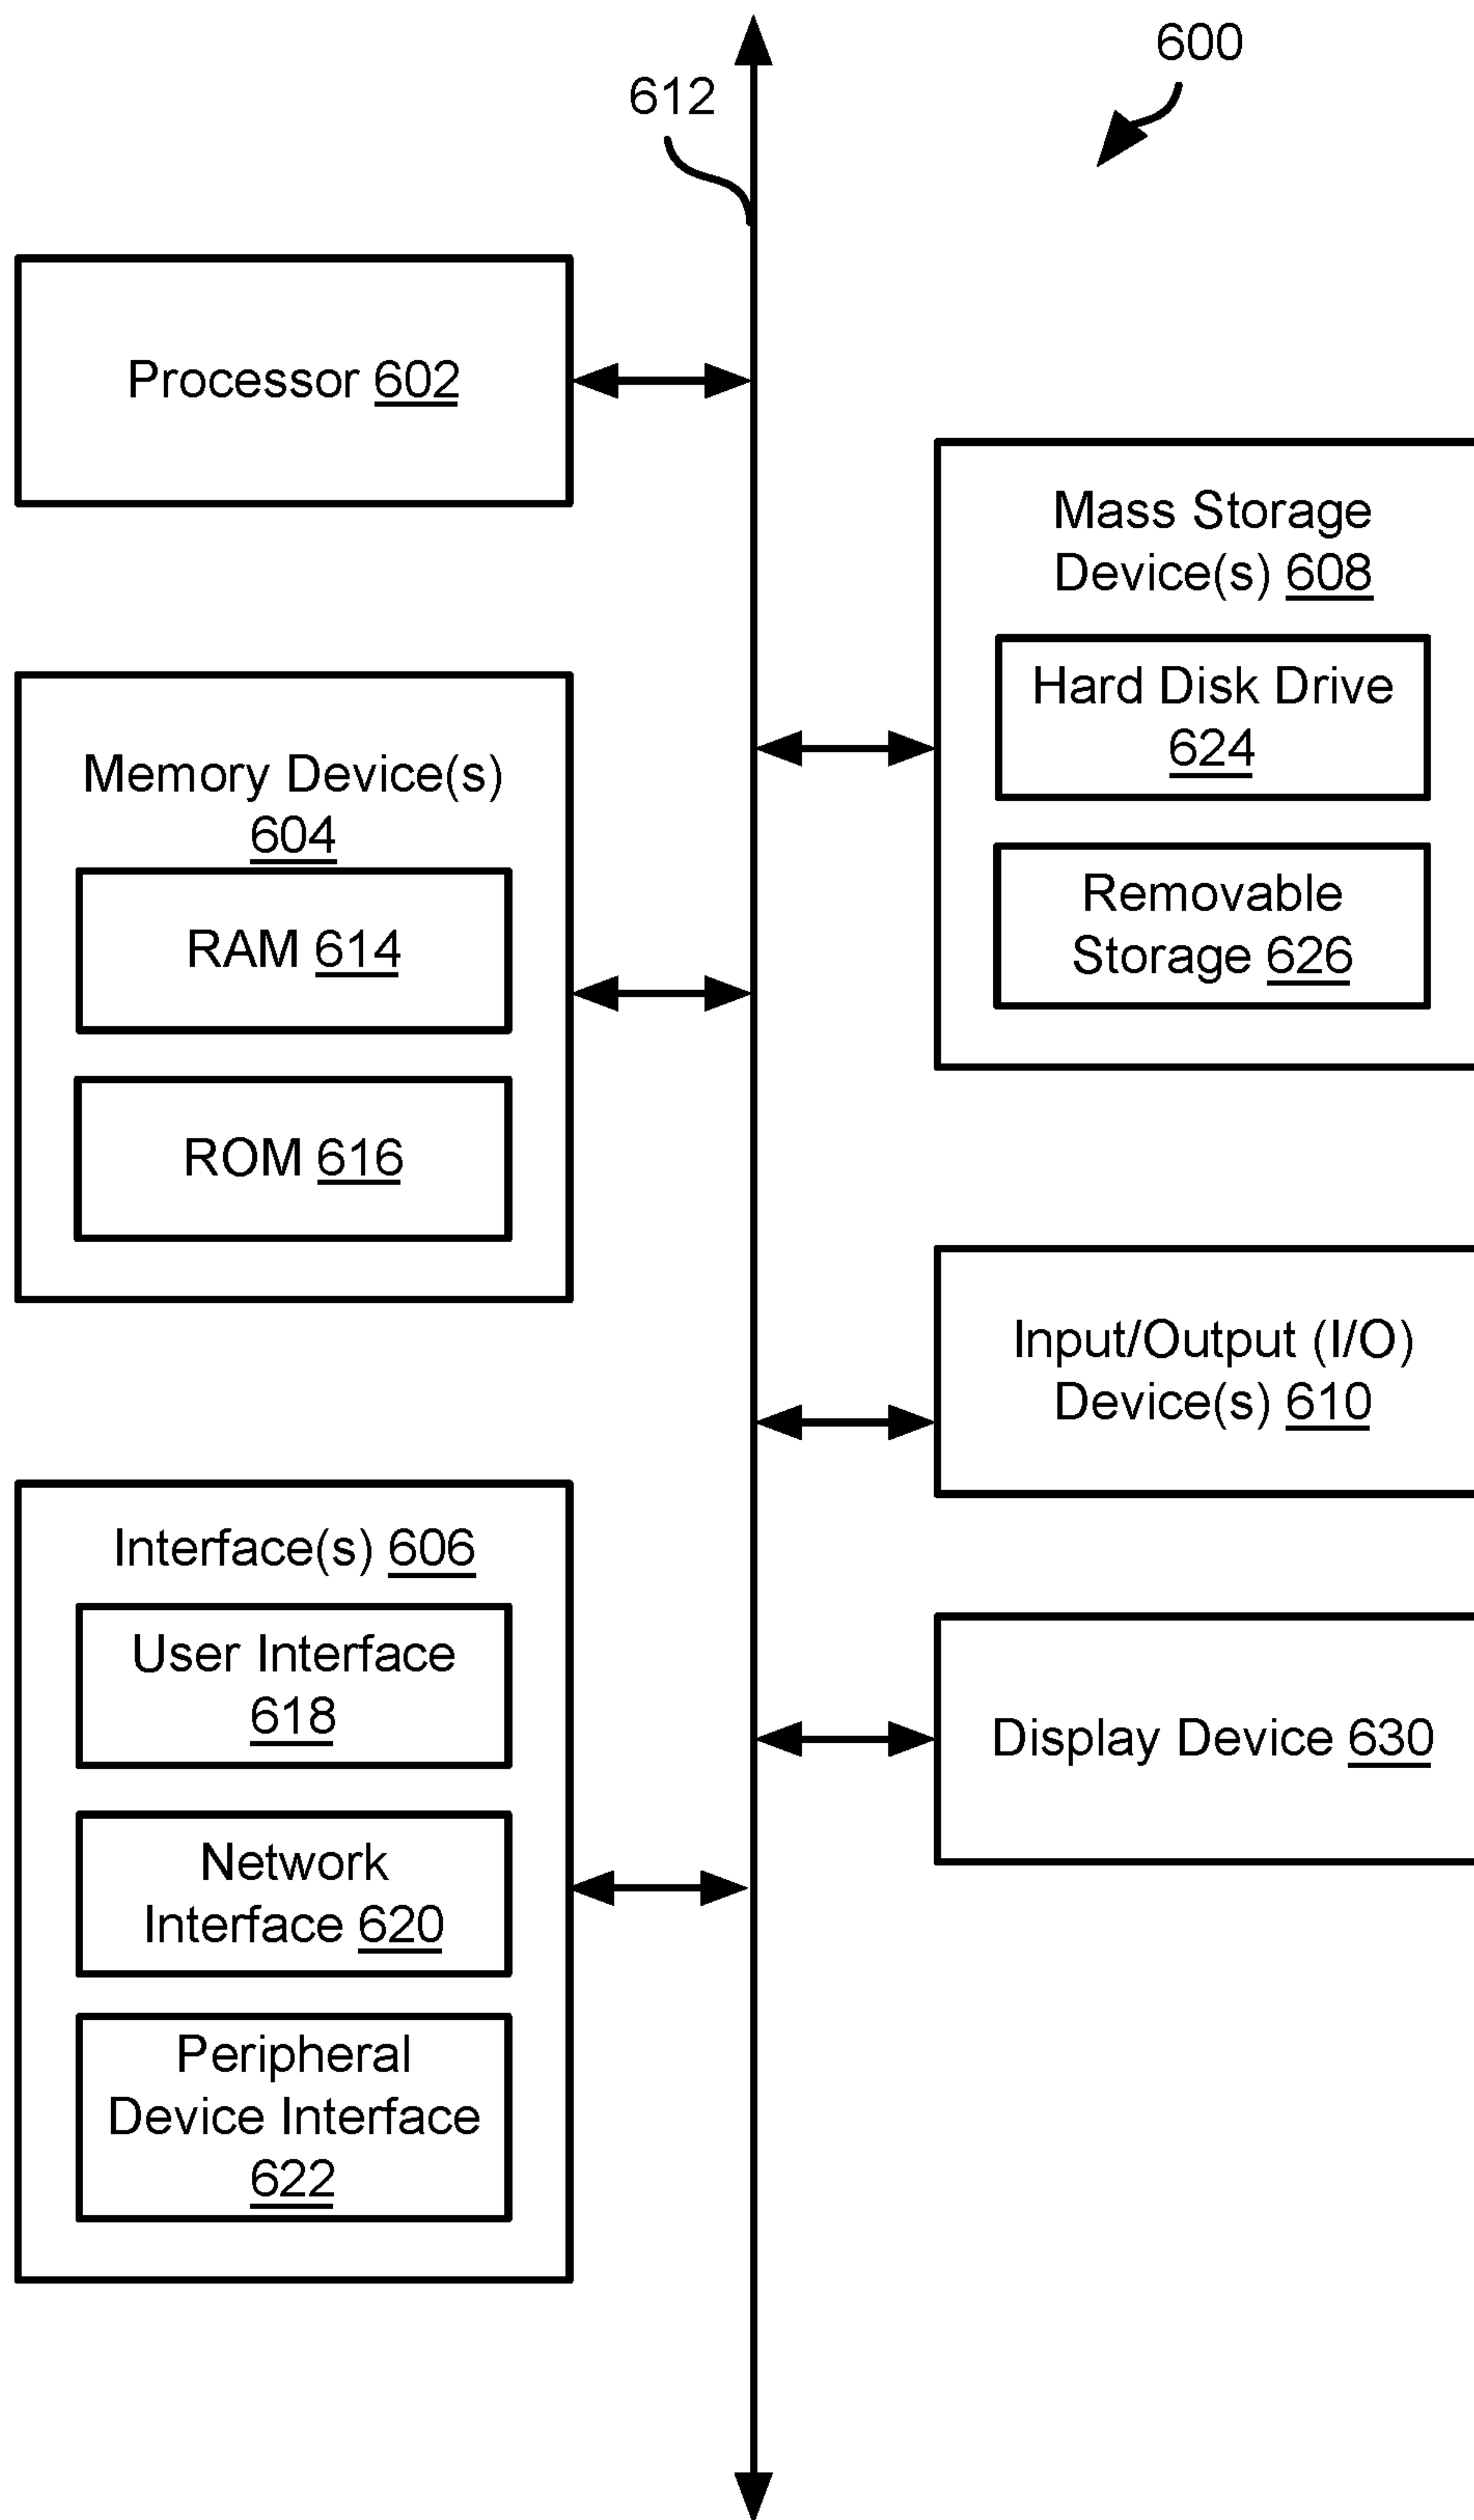 600
612
Processor 602
Mass Storage
Device(s) 608
Hard Disk Drive
624
Removable
Storage 626
Memory Device(s)
604
RAM 614
ROM 616
Input/Output (I/O)
Device(s) 610
Interface(s) 606
User Interface
618
Network
Interface 620
Peripheral
Device Interface
622
Display Device 630